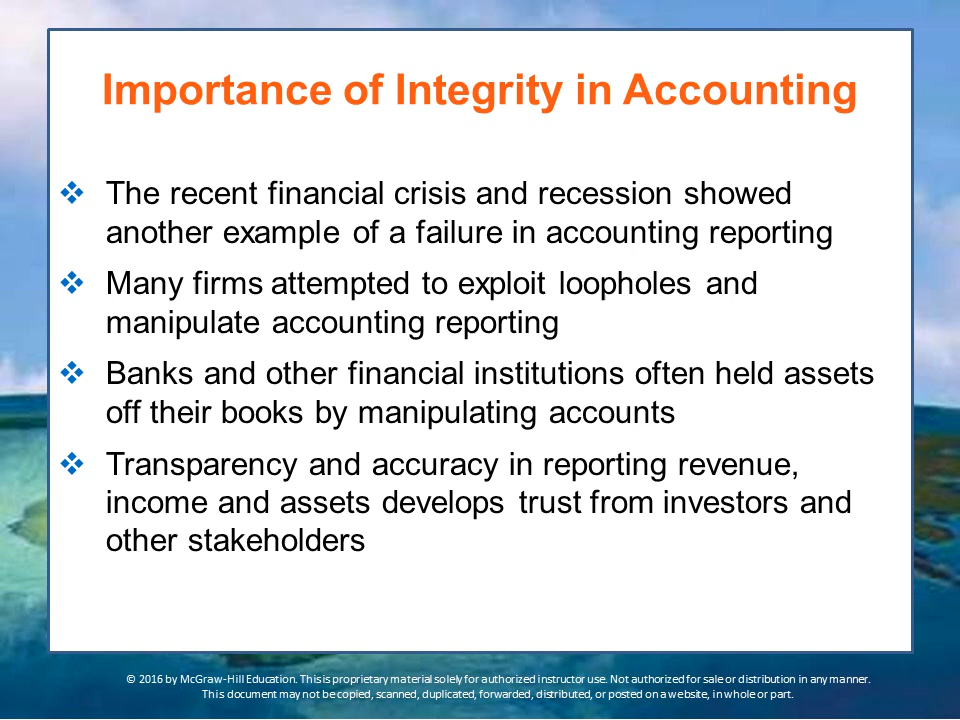 Importance of Integrity in Accounting
❖ The recent financial crisis and recession showed
another example of a failure in accounting reporting
❖ Many firms attempted to exploit loopholes and
manipulate accounting reporting
❖ Banks and other financial institutions often held assets
off their books by manipulating accounts
❖ Transparency and accuracy in reporting revenue,
income and assets develops trust from investors and
other stakeholders
© 2016 by McGraw-Hill Education. This is proprietary material solely for authorized instructor use. Not authorized for sale or distribution in any manner.
This document may not be copied, scanned, duplicated, forwarded, distributed, or posted on a website, in whole or part.